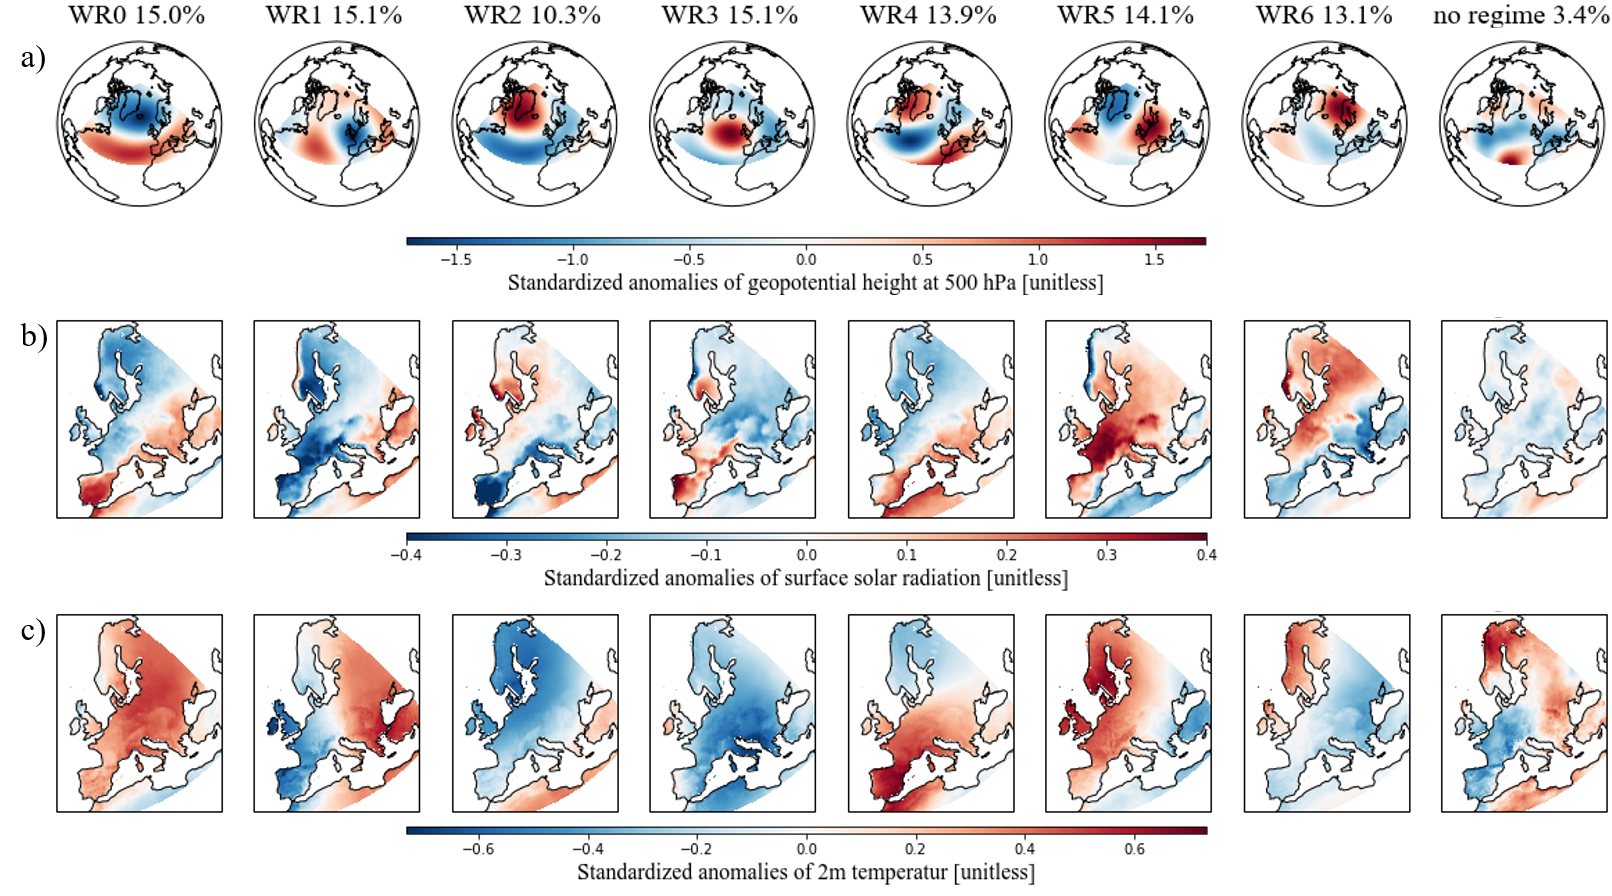 WR0 15.0% WR1 15.1% WR2 10.3% WR3 15.1% WR4 13.9% WR5 14.1% WR6 13.1% no regime 3.4%
a)
−1.5 −1.0 −0.5 0.0 0.5 1.0 1.5
Standardized anomalies of geopotential height at 500 hPa [unitless]
b)
−0.4 −0.3 −0.2 −0.1 0.0 0.1 0.2 0.3 0.4
Standardized anomalies of surface solar radiation [unitless]
c)
−0.6 −0.4 −0.2 0.0 0.2 0.4 0.6
Standardized anomalies of 2m temperatur [unitless]